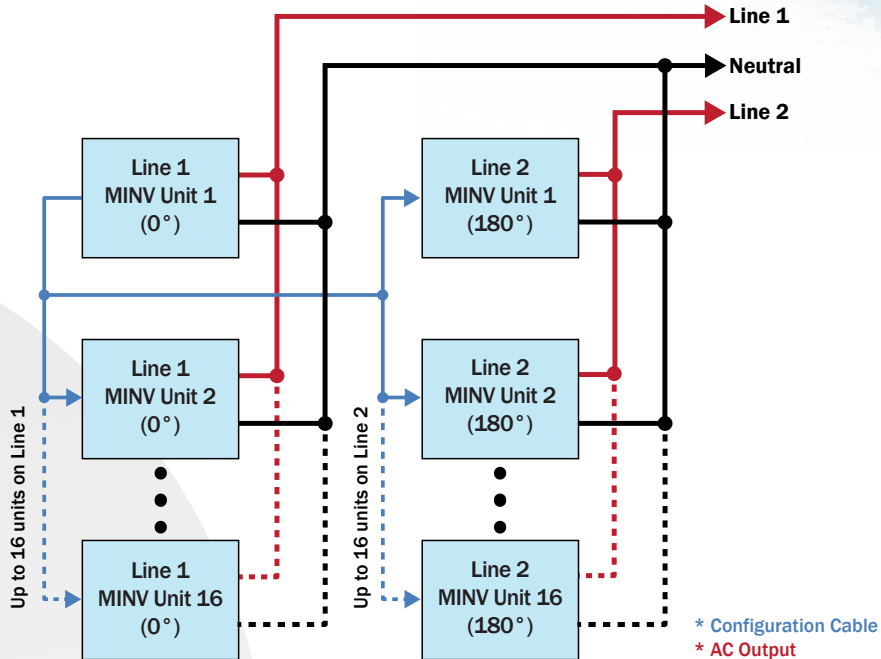 Line 1
Neutral
Line 2
Line 1
MINV Unit 1
(0°)
Line 2
MINV Unit 1
(180°)
Line 1
MINV Unit 2
(0°)
Line 2
MINV Unit 2
(180°)
Up to 16 units on Line 1
Up to 16 units on Line 2
Line 1
MINV Unit 16
(0°)
Line 2
MINV Unit 16
(180°)
* Configuration Cable
* AC Output